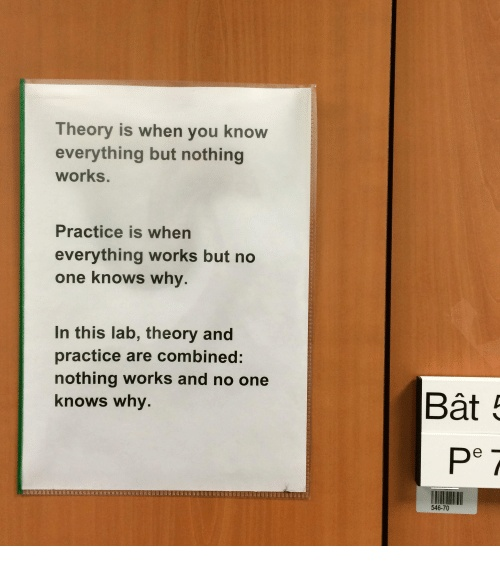 Theory is when you know
everything but nothing
works.
Practice is when
everything works but no
one knows why.
In this lab, theory and
practice are combined:
nothing works and no one
knows why.
Bât 5
Pe 7
546-70